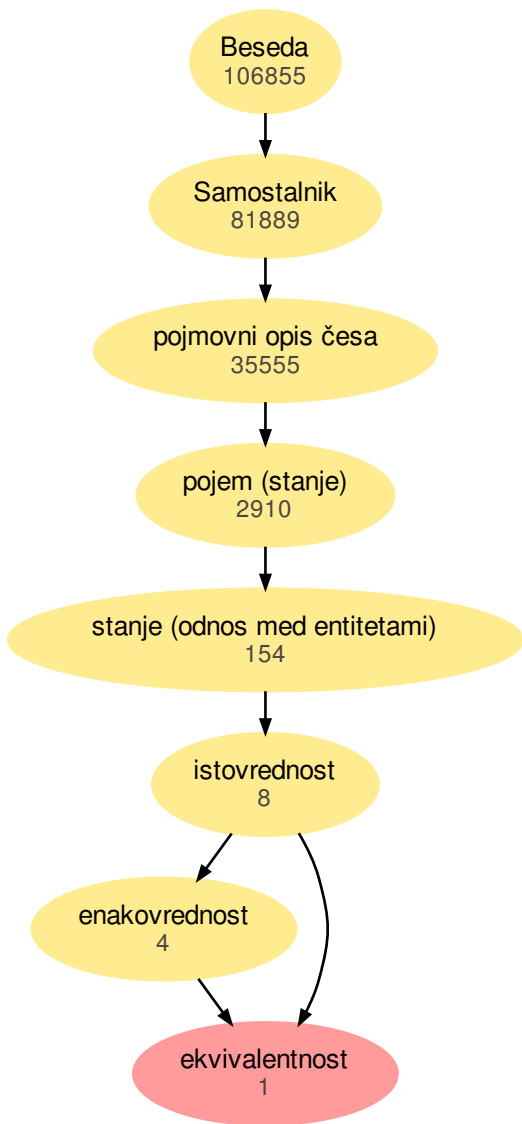 Beseda
106855
Samostalnik
81889
pojmovni opis česa
35555
pojem (stanje)
2910
stanje (odnos med entitetami)
154
istovrednost
8
enakovrednost
4
ekvivalentnost
1